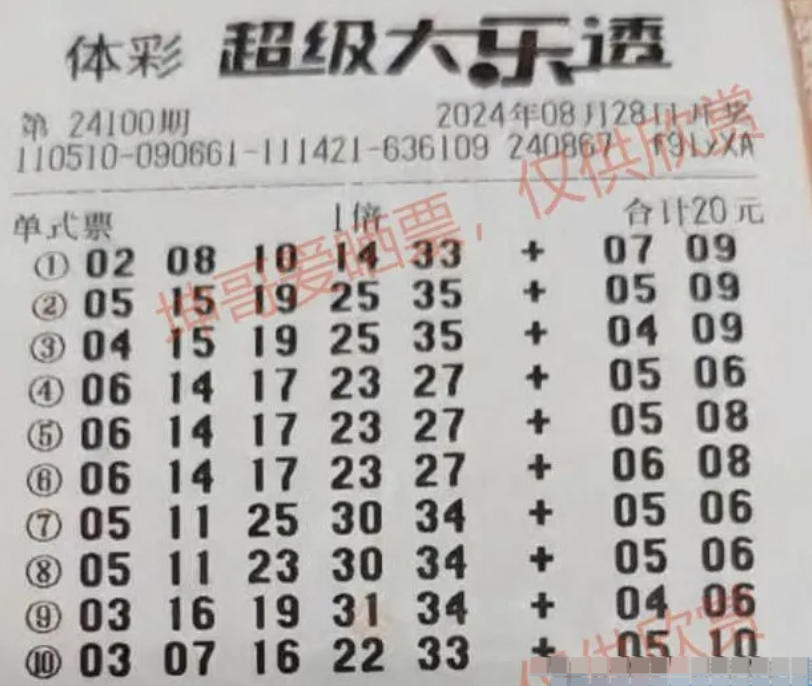 体彩 超级大乐透
第 24100期 2024年08月28日开奖
110510-090661-111421-636109 240867 f9LxXA
单式票 1倍 合计20元
① 02 08 10 14 33 + 07 09
② 05 15 19 25 35 + 05 09
③ 04 15 19 25 35 + 04 09
④ 06 14 17 23 27 + 05 06
⑤ 06 14 17 23 27 + 05 08
⑥ 06 14 17 23 27 + 06 08
⑦ 05 11 25 30 34 + 05 06
⑧ 05 11 23 30 34 + 05 06
⑨ 03 16 19 31 34 + 04 06
⑩ 03 07 16 22 33 + 05 10
坤哥爱晒票，仅供欣赏
仅供欣赏